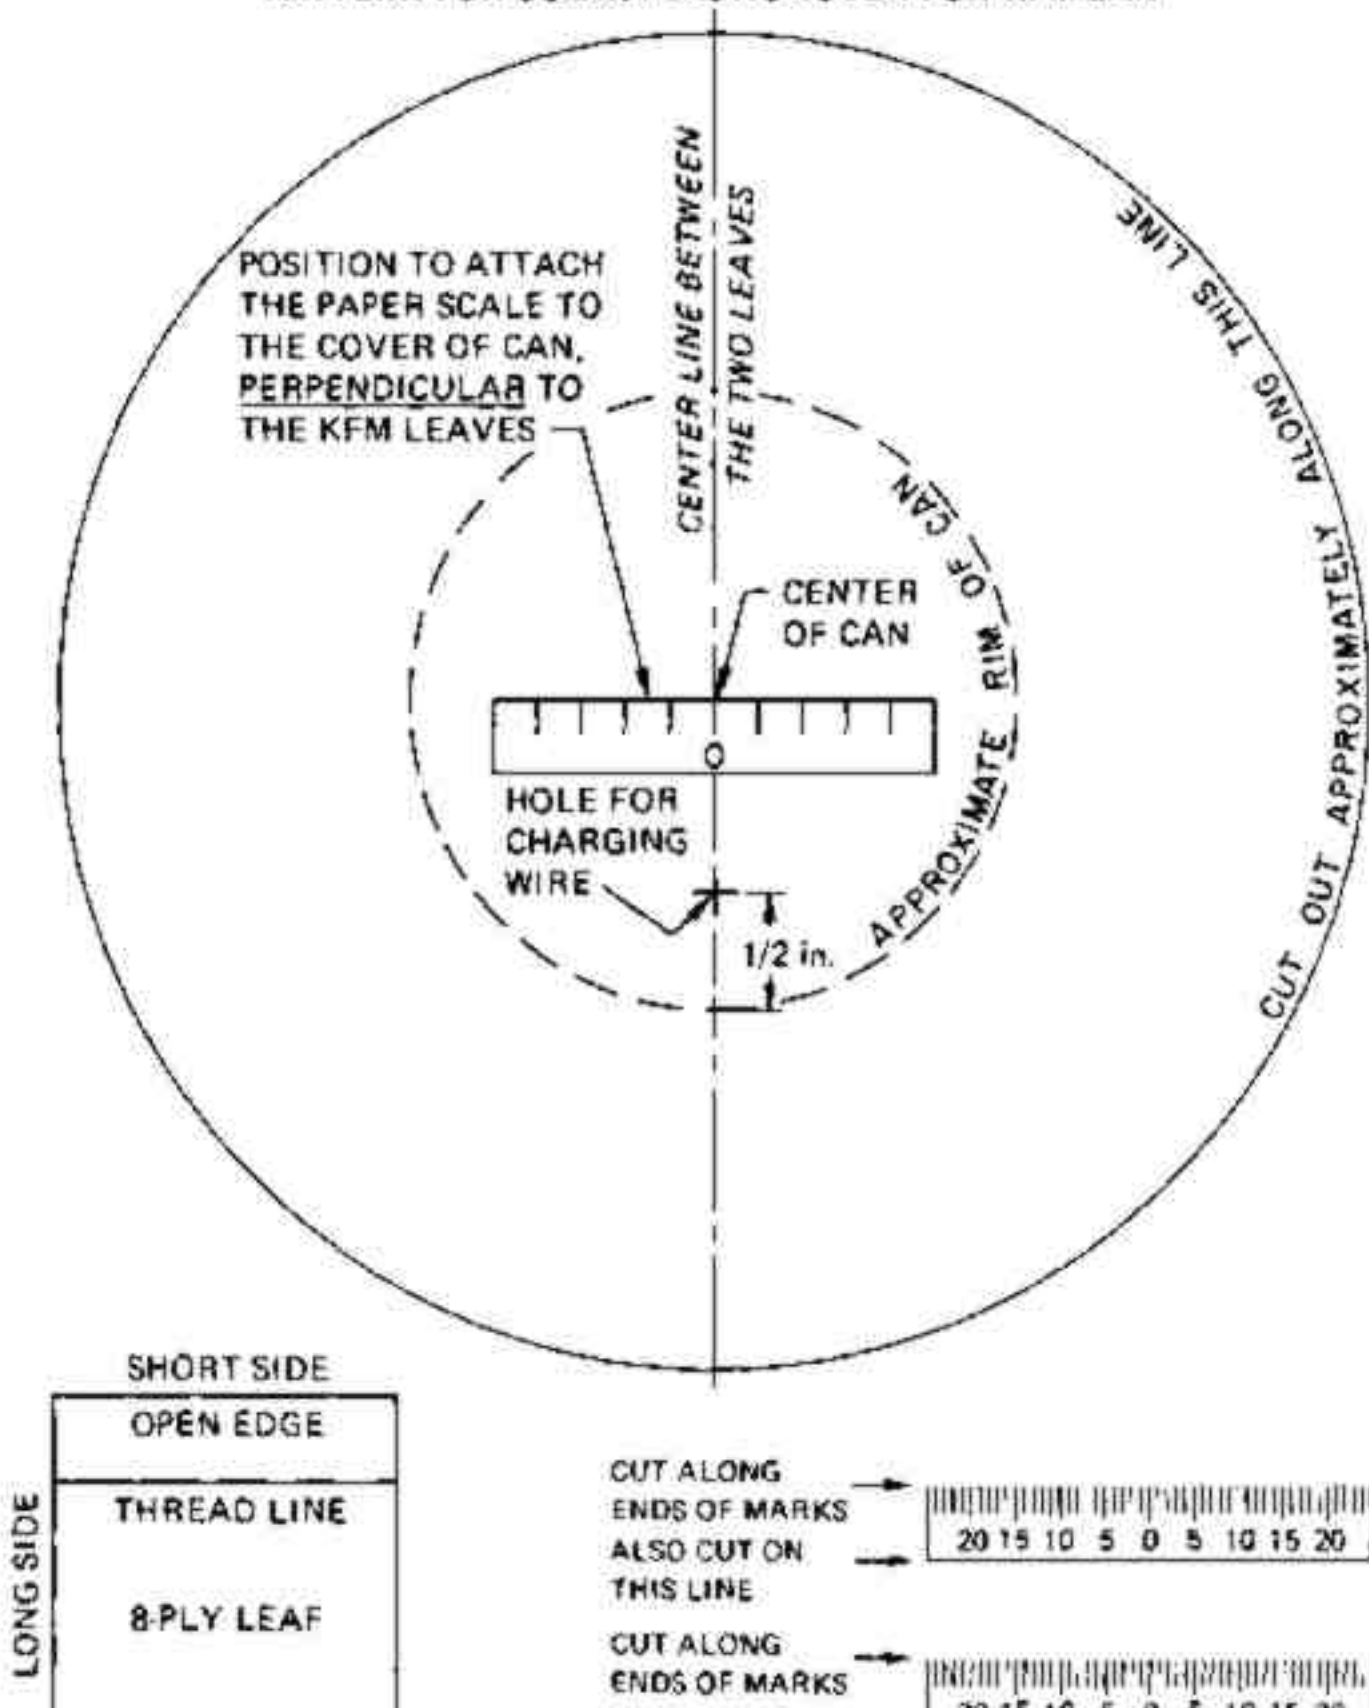 CENTER LINE BETWEEN
THE TWO LEAVES
POSITION TO ATTACH
THE PAPER SCALE TO
THE COVER OF CAN,
PERPENDICULAR TO
THE KFM LEAVES
CUT OUT APPROXIMATELY ALONG THIS LINE
APPROXIMATE RIM OF CAN
CENTER
OF CAN
0
HOLE FOR
CHARGING
WIRE
1/2 in.
SHORT SIDE
OPEN EDGE
THREAD LINE
LONG SIDE
8-PLY LEAF
CUT ALONG
ENDS OF MARKS
ALSO CUT ON
THIS LINE
20 15 10 5 0 5 10 15 20
CUT ALONG
ENDS OF MARKS